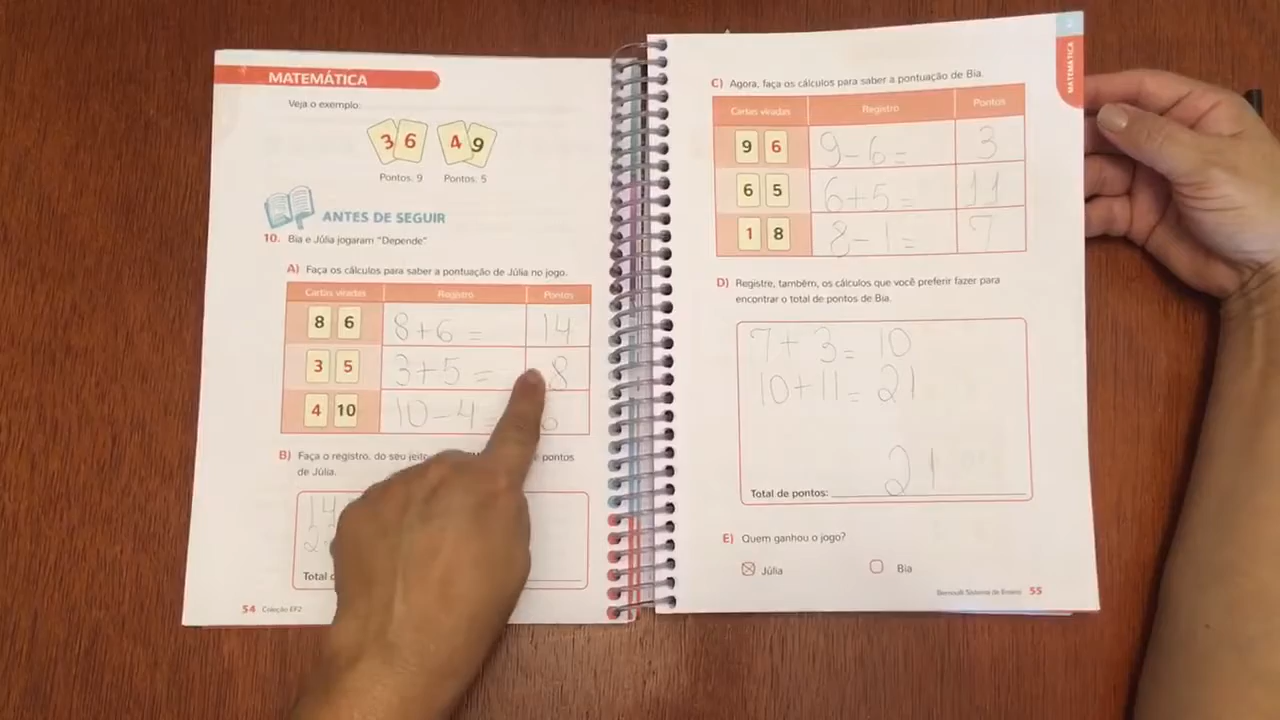 MATEMÁTICA
Veja o exemplo:
3 6 4 9
Pontos: 9 Pontos: 5
ANTES DE SEGUIR
10. Bia e Júlia jogaram "Depende"
A) Faça os cálculos para saber a pontuação de Júlia no jogo.
Cartas viradas Registro Pontos
8 6 8+6= 14
3 5 3+5= 8
4 10 10-4= 6
B) Faça o registro, do seu jeito, pontos
de Júlia.
14
2
Total
54 Coleção EF2
MATEMÁTICA
C) Agora, faça os cálculos para saber a pontuação de Bia.
Cartas viradas Registro Pontos
9 6 9-6= 3
6 5 6+5= 11
1 8 8-1= 7
D) Registre, também, os cálculos que você preferir fazer para
encontrar o total de pontos de Bia.
7+3=10
10+11=21
21
Total de pontos:
E) Quem ganhou o jogo?
Júlia Bia
Bernoulli Sistema de Ensino 55